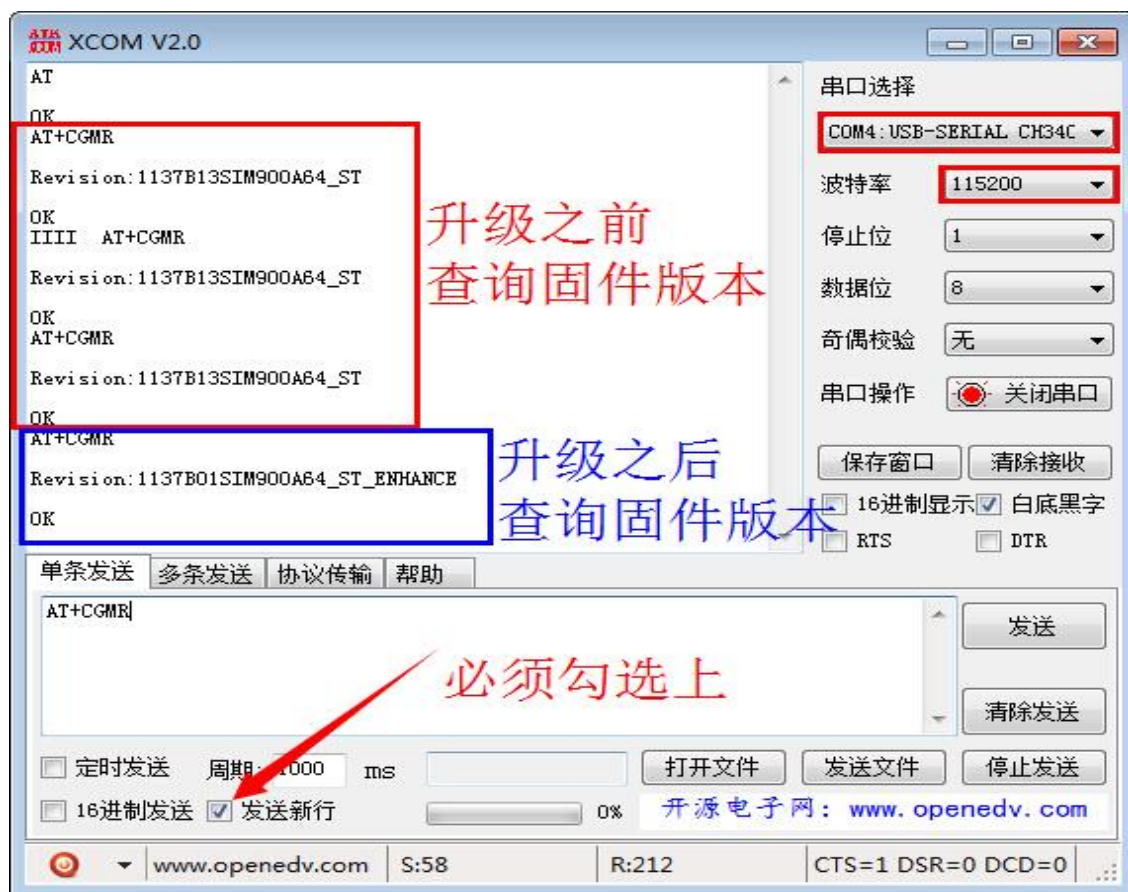 XCOM V2.0
AT
OK
AT+CGMR
Revision:1137B13SIM900A64_ST
OK
IIII AT+CGMR
Revision:1137B13SIM900A64_ST
OK
AT+CGMR
Revision:1137B13SIM900A64_ST
OK
升级之前
查询固件版本
AT+CGMR
Revision:1137B01SIM900A64_ST_ENHANCE
OK
升级之后
查询固件版本
串口选择
COM4:USB-SERIAL CH34C
波特率 115200
停止位 1
数据位 8
奇偶校验 无
串口操作 关闭串口
保存窗口 清除接收
16进制显示 白底黑字
RTS DTR
单条发送 多条发送 协议传输 帮助
AT+CGMR
发送
必须勾选上
清除发送
定时发送 周期: 1000 ms 打开文件 发送文件 停止发送
16进制发送 发送新行 0% 开源电子网: www.openedv.com
www.openedv.com S:58 R:212 CTS=1 DSR=0 DCD=0